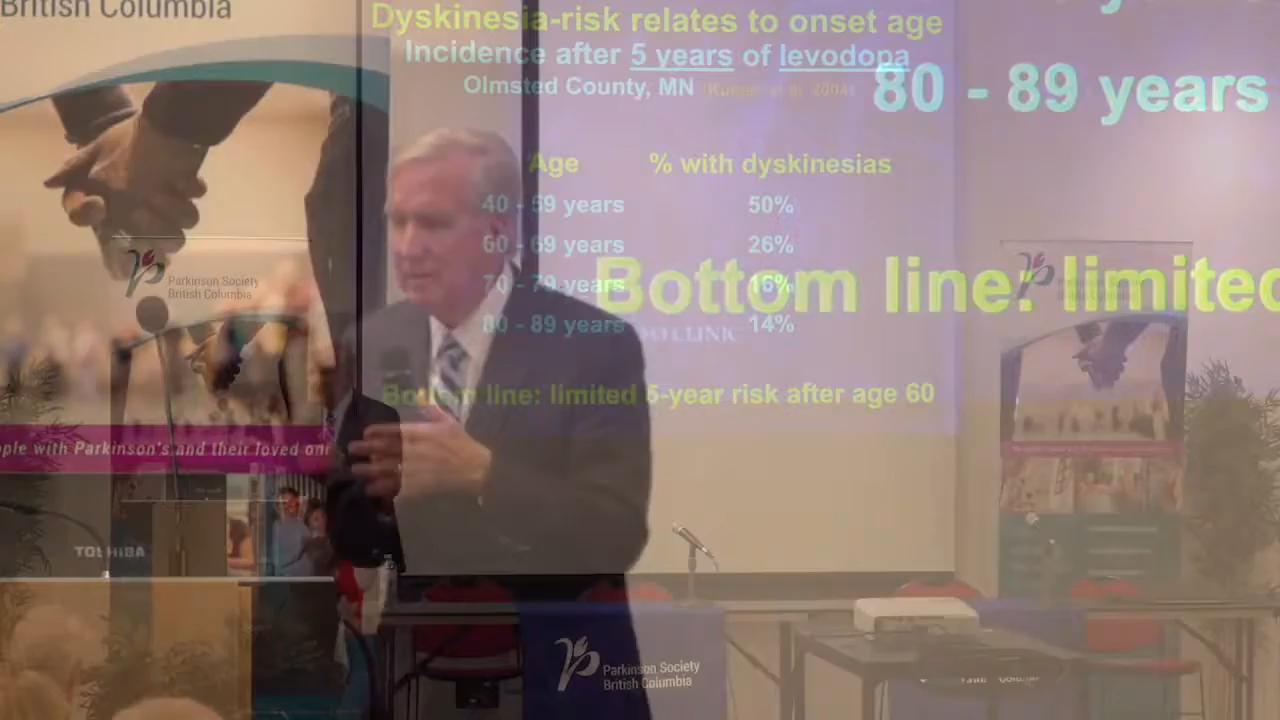 British Columbia
Dyskinesia-risk relates to onset age
Incidence after 5 years of levodopa
Olmsted County, MN
80 - 89 years
Age % with dyskinesias
40 - 59 years 50%
60 - 69 years 26%
70 - 79 years 16%
80 - 89 years 14%
Bottom line: limited
Bottom line: limited 5-year risk after age 60
Parkinson Society
British Columbia
Parkinson's and their loved
TOSHIBA
CLINIC
Parkinson Society
British Columbia